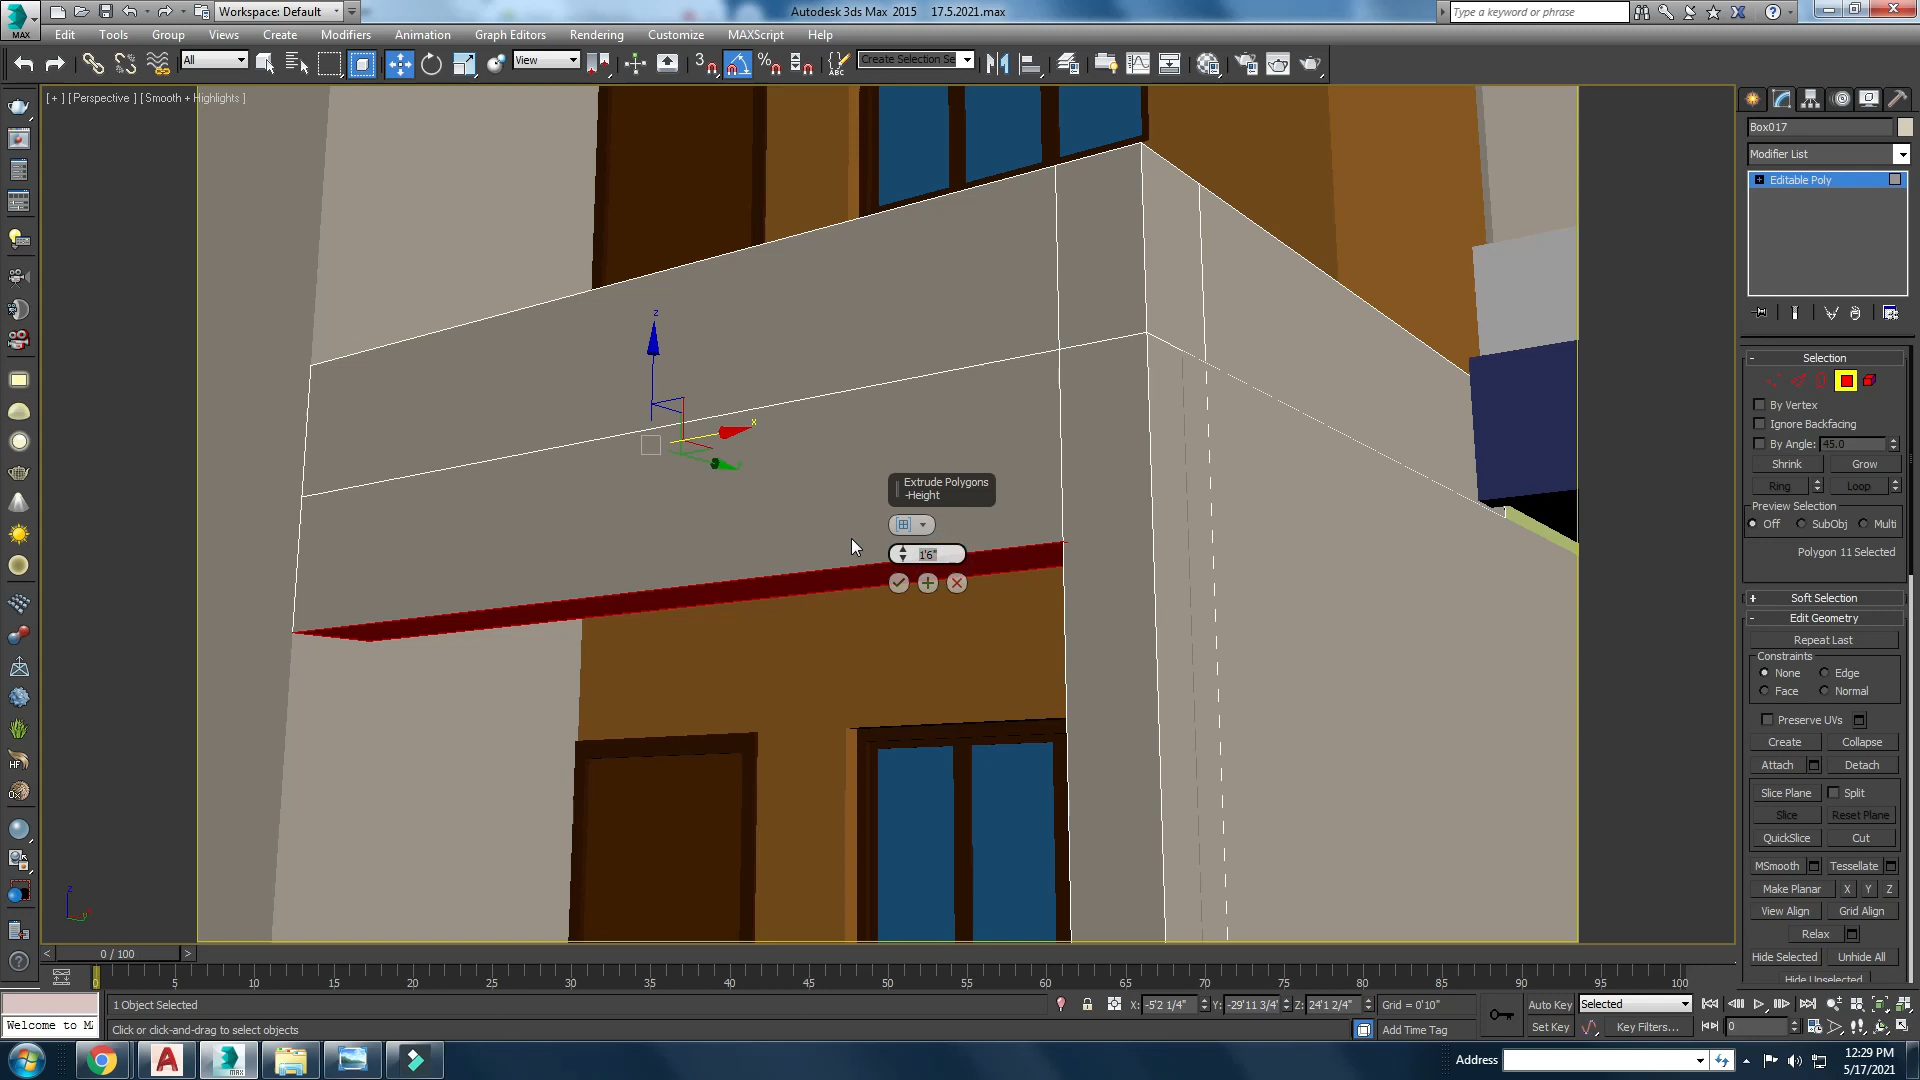 MAX
Workspace: Default
Autodesk 3ds Max 2015
17.5.2021.max
Type a keyword or phrase
Edit
Tools
Group
Views
Create
Modifiers
Animation
Graph Editors
Rendering
Customize
MAXScript
Help
All
View
3
%
ABC
Create Selection Se
[ + ] [ Perspective ] [ Smooth + Highlights ]
z
x
Extrude Polygons
-Height
1'6"
z
HF
Box017
Modifier List
Editable Poly
Selection
By Vertex
Ignore Backfacing
By Angle:
45.0
Shrink
Grow
Ring
Loop
Preview Selection
Off
SubObj
Multi
Polygon 11 Selected
Soft Selection
Edit Geometry
Repeat Last
Constraints
None
Edge
Face
Normal
Preserve UVs
Create
Collapse
Attach
Detach
Slice Plane
Split
Slice
Reset Plane
QuickSlice
Cut
MSmooth
Tessellate
Make Planar
X
Y
Z
View Align
Grid Align
Relax
Hide Selected
Unhide All
Hide Unselected
< 0 / 100 >
0 5 10 15 20 25 30 35 40 45 50 55 60 65 70 75 80 85 90 95 100
1 Object Selected
X: -5'2 1/4"
Y: -29'11 3/4'
Z: 24'1 2/4"
Grid = 0'10"
Auto Key
Selected
Welcome to M
Click or click-and-drag to select objects
Add Time Tag
Set Key
Key Filters...
0
MAX
Address
12:29 PM
5/17/2021